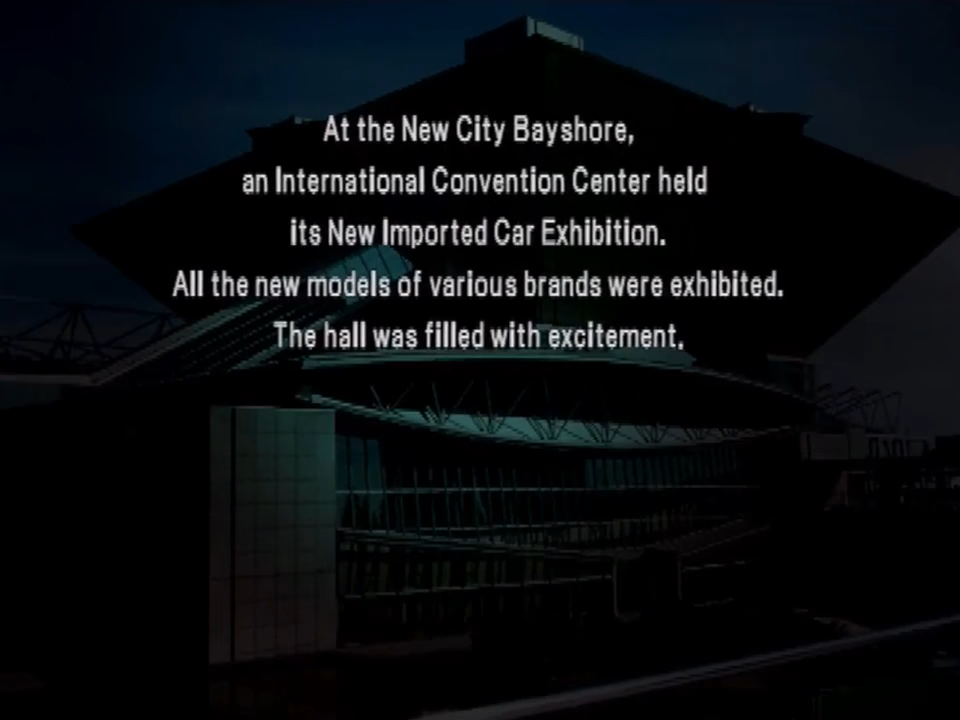 At the New City Bayshore,
an International Convention Center held
its New Imported Car Exhibition.
All the new models of various brands were exhibited.
The hall was filled with excitement.